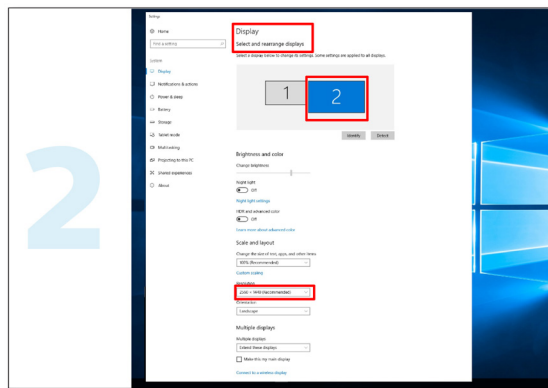 Settings
Home
Find a setting
System
Display
Notifications & actions
Power & sleep
Battery
Storage
Tablet mode
Multitasking
Projecting to this PC
Shared experiences
About
2
Display
Select and rearrange displays
Select a display below to change its settings. Some settings are applied to all displays.
1
2
Identify
Detect
Brightness and color
Change brightness
Night light
Off
Night light settings
HDR and advanced color
Off
Learn more about advanced color
Scale and layout
Change the size of text, apps, and other items
100% (Recommended)
Custom scaling
Resolution
(Recommended)
Orientation
Landscape
Multiple displays
Multiple displays
Extend these displays
Make this my main display
Connect to a wireless display